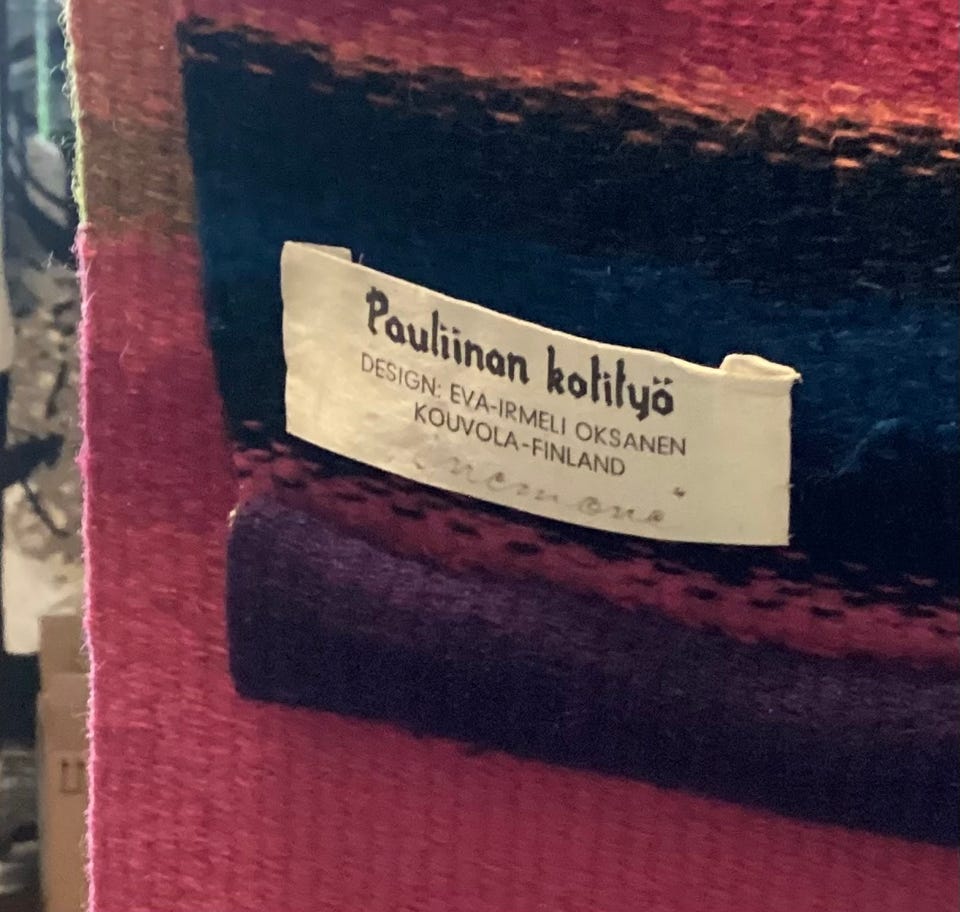 Pauliinan kotityö
DESIGN: EVA-IRMELI OKSANEN
KOUVOLA-FINLAND